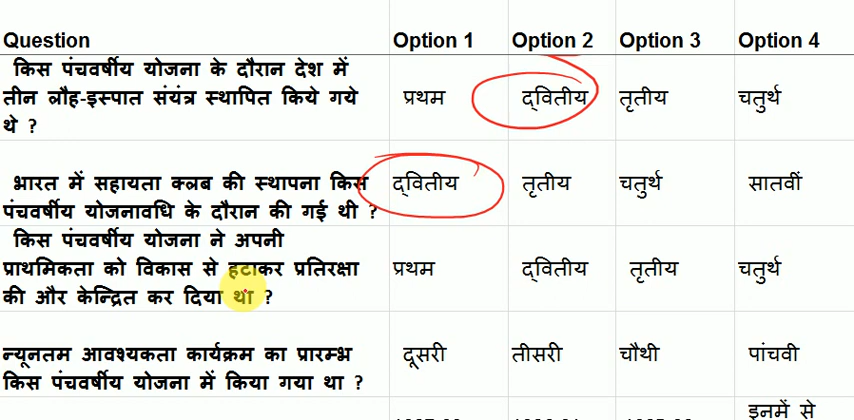 Question Option 1 Option 2 Option 3 Option 4
किस पंचवर्षीय योजना के दौरान देश में
तीन लौह-इस्पात संयंत्र स्थापित किये गये
थे ?
प्रथम द्वितीय तृतीय चतुर्थ
भारत में सहायता क्लब की स्थापना किस
पंचवर्षीय योजनावधि के दौरान की गई थी ?
द्वितीय तृतीय चतुर्थ सातवीं
किस पंचवर्षीय योजना ने अपनी
प्राथमिकता को विकास से हटाकर प्रतिरक्षा
की और केन्द्रित कर दिया था ?
प्रथम द्वितीय तृतीय चतुर्थ
न्यूनतम आवश्यकता कार्यक्रम का प्रारम्भ
किस पंचवर्षीय योजना में किया गया था ?
दूसरी तीसरी चौथी पांचवी
इनमें से